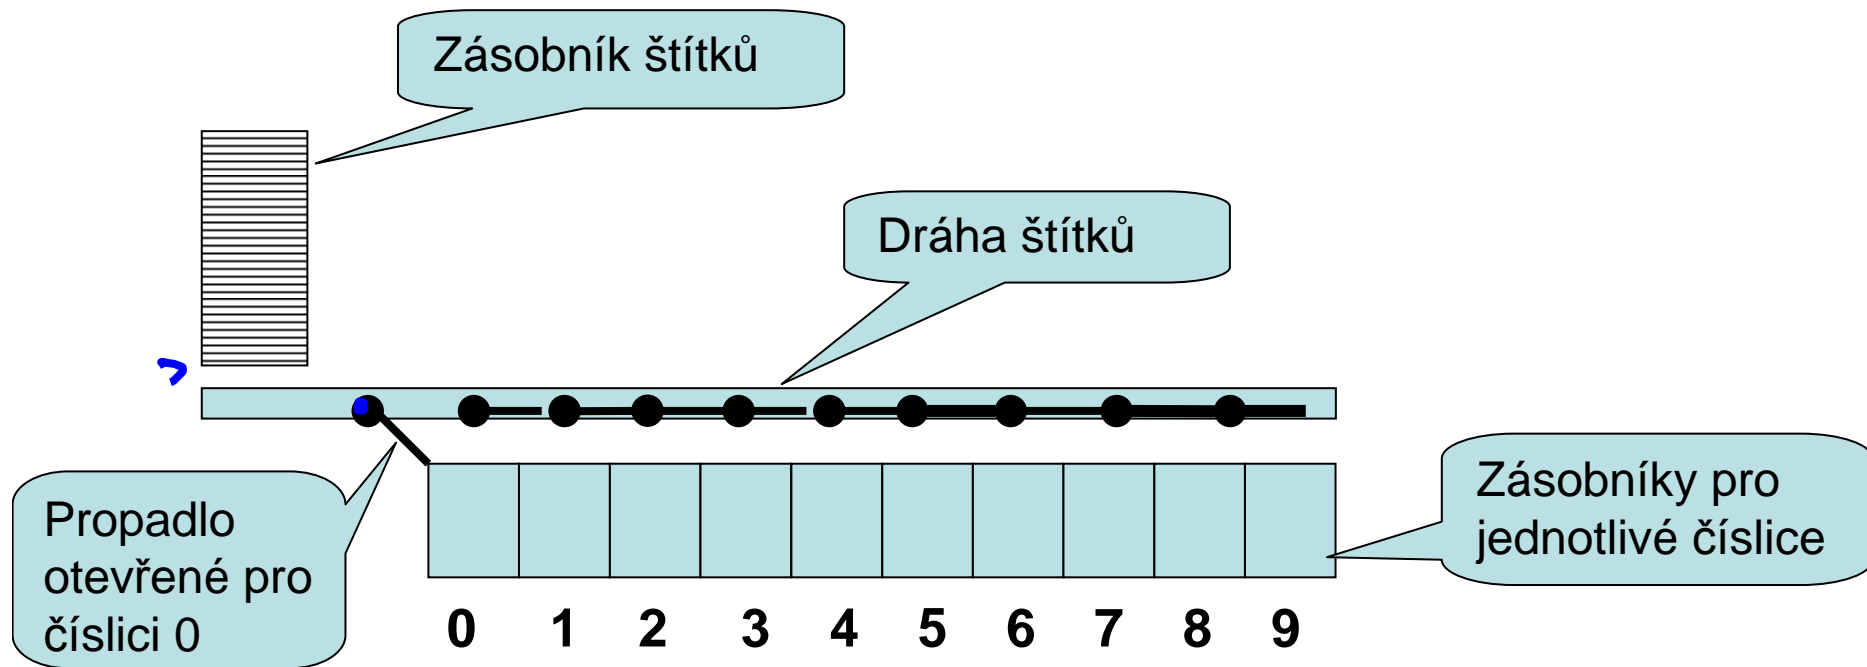 Zásobník štítků
Dráha štítků
Propadlo
otevřené pro
číslici 0
Zásobníky pro
jednotlivé číslice
0 1 2 3 4 5 6 7 8 9